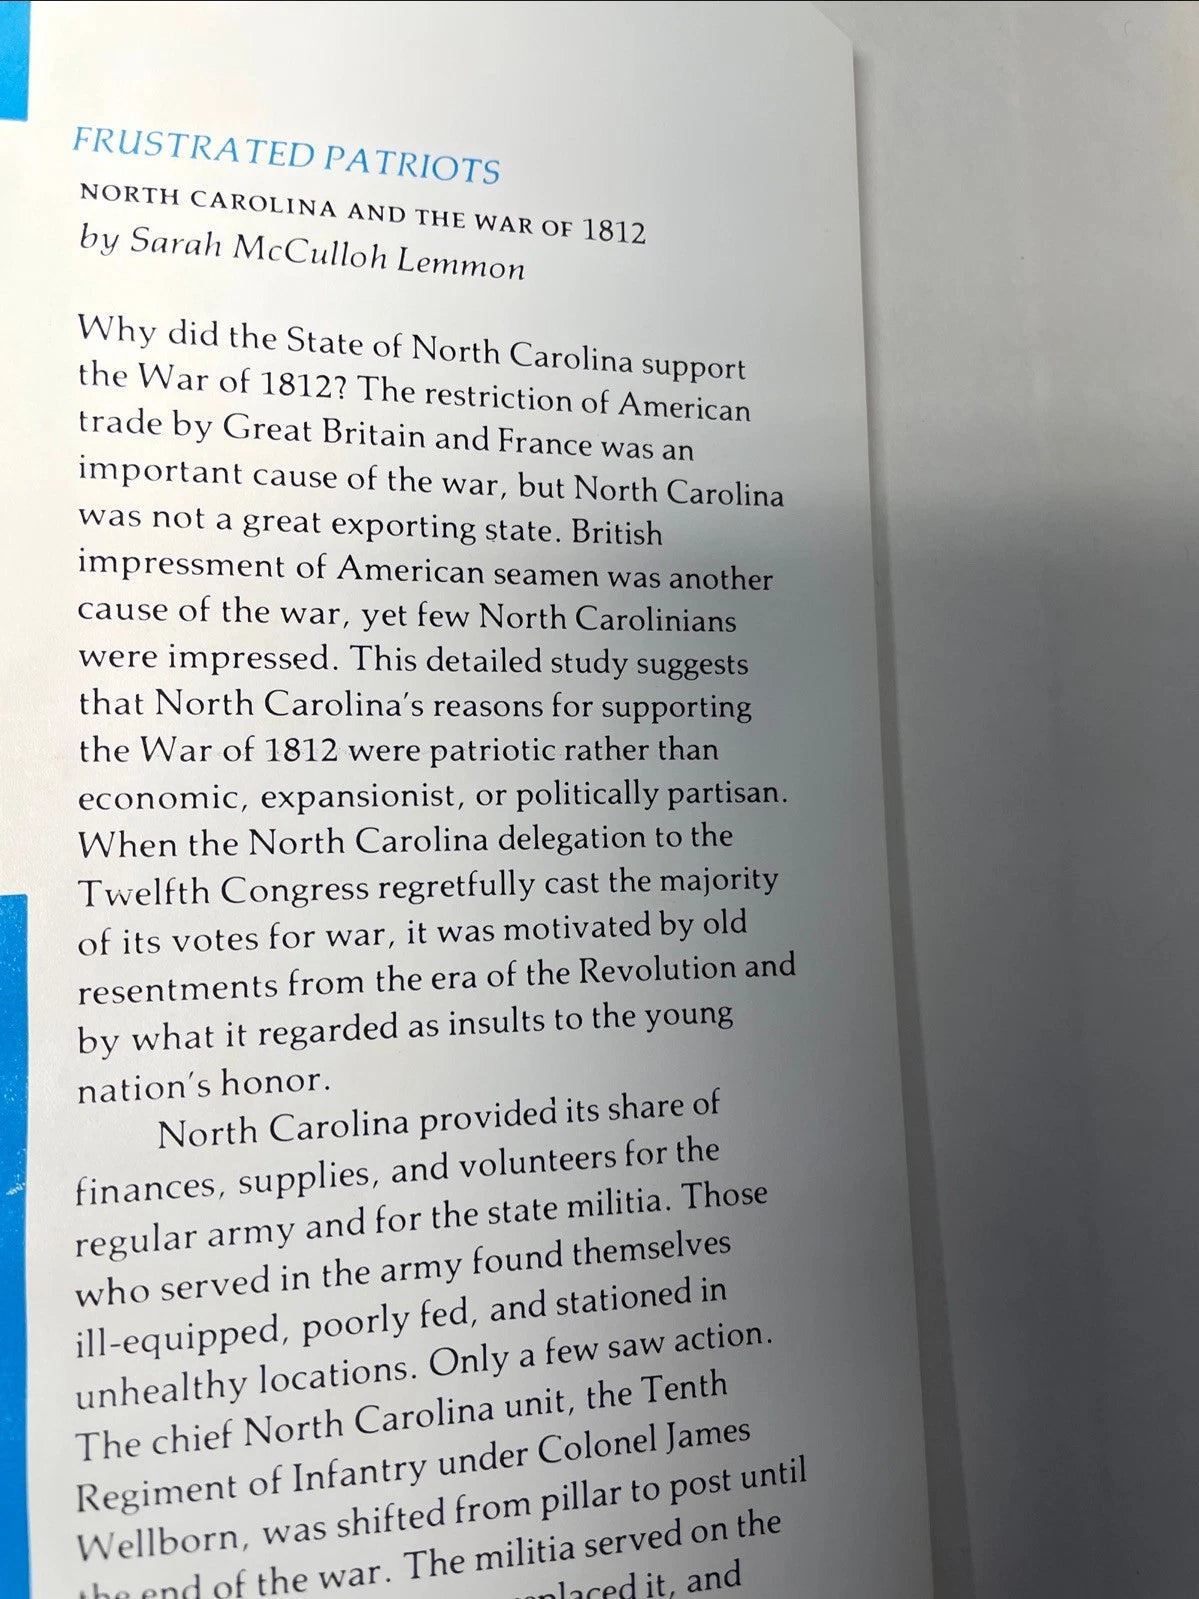 FRUSTRATED PATRIOTS
NORTH CAROLINA AND THE WAR OF 1812
by Sarah McCulloh Lemmon
Why did the State of North Carolina support
the War of 1812? The restriction of American
trade by Great Britain and France was an
important cause of the war, but North Carolina
was not a great exporting state. British
impressment of American seamen was another
cause of the war, yet few North Carolinians
were impressed. This detailed study suggests
that North Carolina's reasons for supporting
the War of 1812 were patriotic rather than
economic, expansionist, or politically partisan.
When the North Carolina delegation to the
Twelfth Congress regretfully cast the majority
of its votes for war, it was motivated by old
resentments from the era of the Revolution and
by what it regarded as insults to the young
nation's honor.
North Carolina provided its share of
finances, supplies, and volunteers for the
regular army and for the state militia. Those
who served in the army found themselves
ill-equipped, poorly fed, and stationed in
unhealthy locations. Only a few saw action.
The chief North Carolina unit, the Tenth
Regiment of Infantry under Colonel James
Wellborn, was shifted from pillar to post until
the end of the war. The militia served on the
it, and